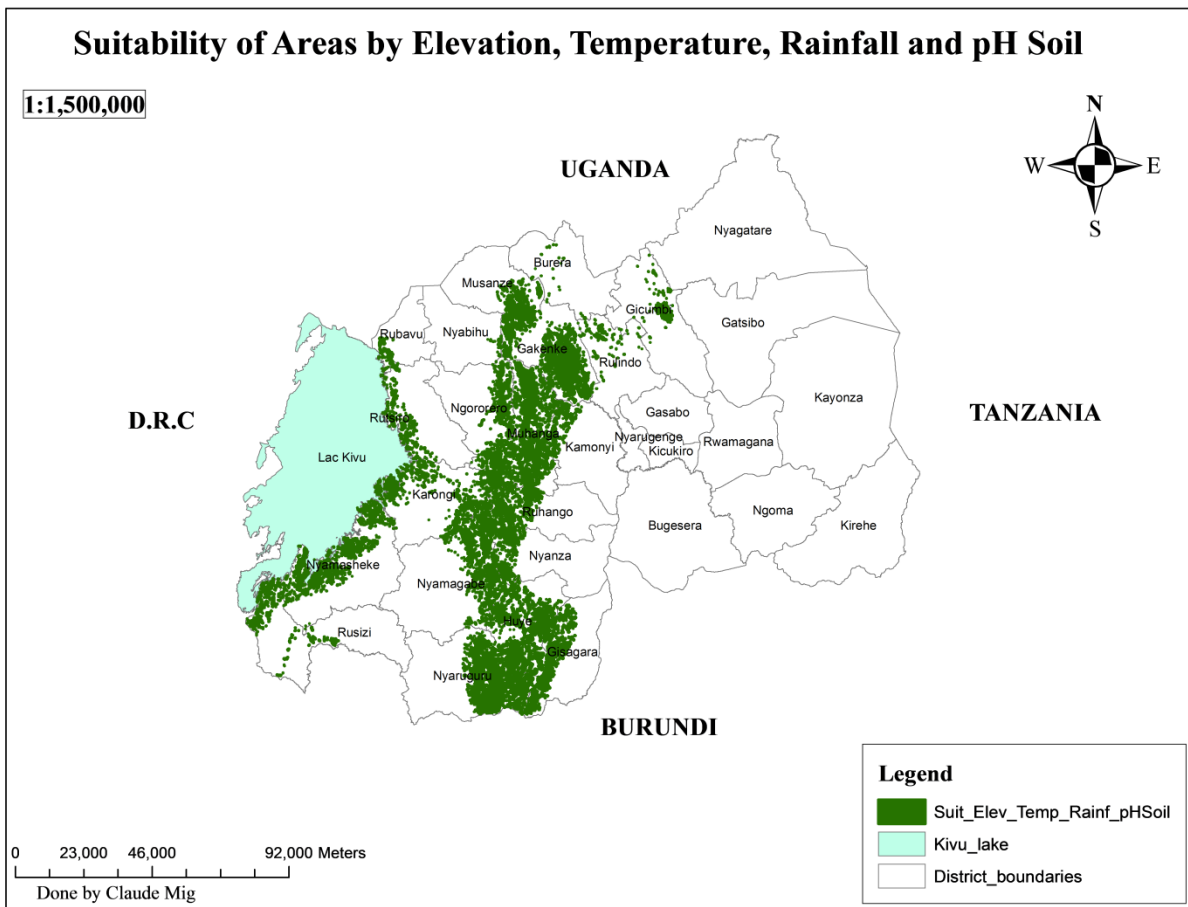 Suitability of Areas by Elevation, Temperature, Rainfall and pH Soil
1:1,500,000
N
W E
S
UGANDA
Nyagatare
Burera
Musanze
Gicumbi
Gatsibo
Rubavu
Nyabihu
Gakenke
Rulindo
Kayonza
D.R.C
TANZANIA
Rutsiro
Ngororero
Gasabo
Muhanga
Nyarugenge
Kamonyi
Rwamagana
Kicukiro
Lac Kivu
Karongi
Ruhango
Ngoma
Bugesera
Kirehe
Nyanza
Nyamasheke
Nyamagabe
Huye
Rusizi
Gisagara
Nyaruguru
BURUNDI
Legend
Suit_Elev_Temp_Rainf_pHSoil
Kivu_lake
District_boundaries
0 23,000 46,000 92,000 Meters
Done by Claude Mig